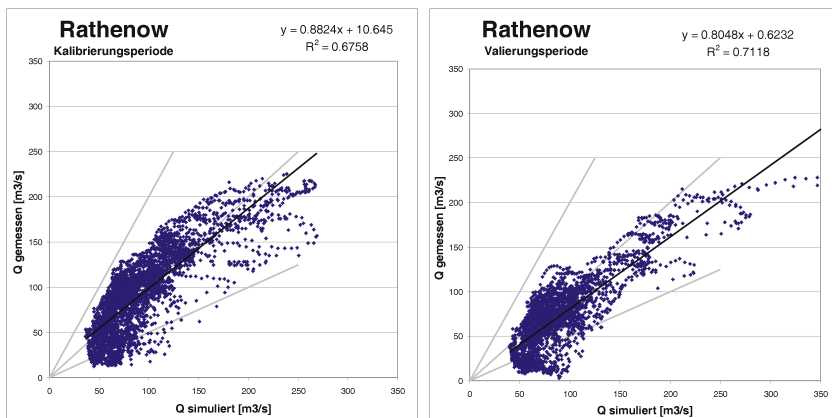 Rathenow
Kalibrierungsperiode
y = 0.8824x + 10.645
R² = 0.6758
350
300
250
200
150
100
50
0
Q gemessen [m3/s]
0 50 100 150 200 250 300 350
Q simuliert [m3/s]
Rathenow
Valierungsperiode
y = 0.8048x + 0.6232
R² = 0.7118
350
300
250
200
150
100
50
0
Q gemessen [m3/s]
0 50 100 150 200 250 300 350
Q simuliert [m3/s]